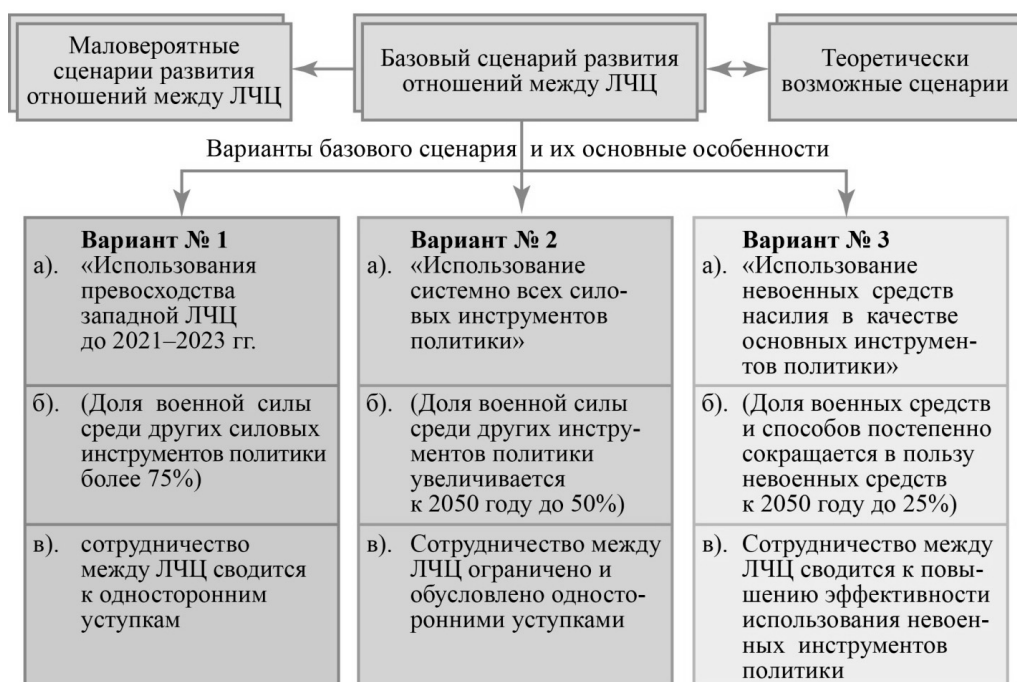 Маловероятные
сценарии развития
отношений между ЛЧЦ
Базовый сценарий развития
отношений между ЛЧЦ
Теоретически
возможные сценарии
Варианты базового сценария и их основные особенности
Вариант № 1
а). «Использования
превосходства
западной ЛЧЦ
до 2021–2023 гг.
б). (Доля военной силы
среди других силовых
инструментов политики
более 75%)
в). сотрудничество
между ЛЧЦ сводится
к односторонним
уступкам
Вариант № 2
а). «Использование
системно всех сило-
вых инструментов
политики»
б). (Доля военной силы
среди других инстру-
ментов политики
увеличивается
к 2050 году до 50%)
в). Сотрудничество между
ЛЧЦ ограничено и
обусловлено односто-
ронними уступками
Вариант № 3
а). «Использование
невоенных средств
насилия в качестве
основных инструмен-
тов политики»
б). (Доля военных средств
и способов постепенно
сокращается в пользу
невоенных средств
к 2050 году до 25%)
в). Сотрудничество между
ЛЧЦ сводится к повы-
шению эффективности
использования невоен-
ных инструментов
политики